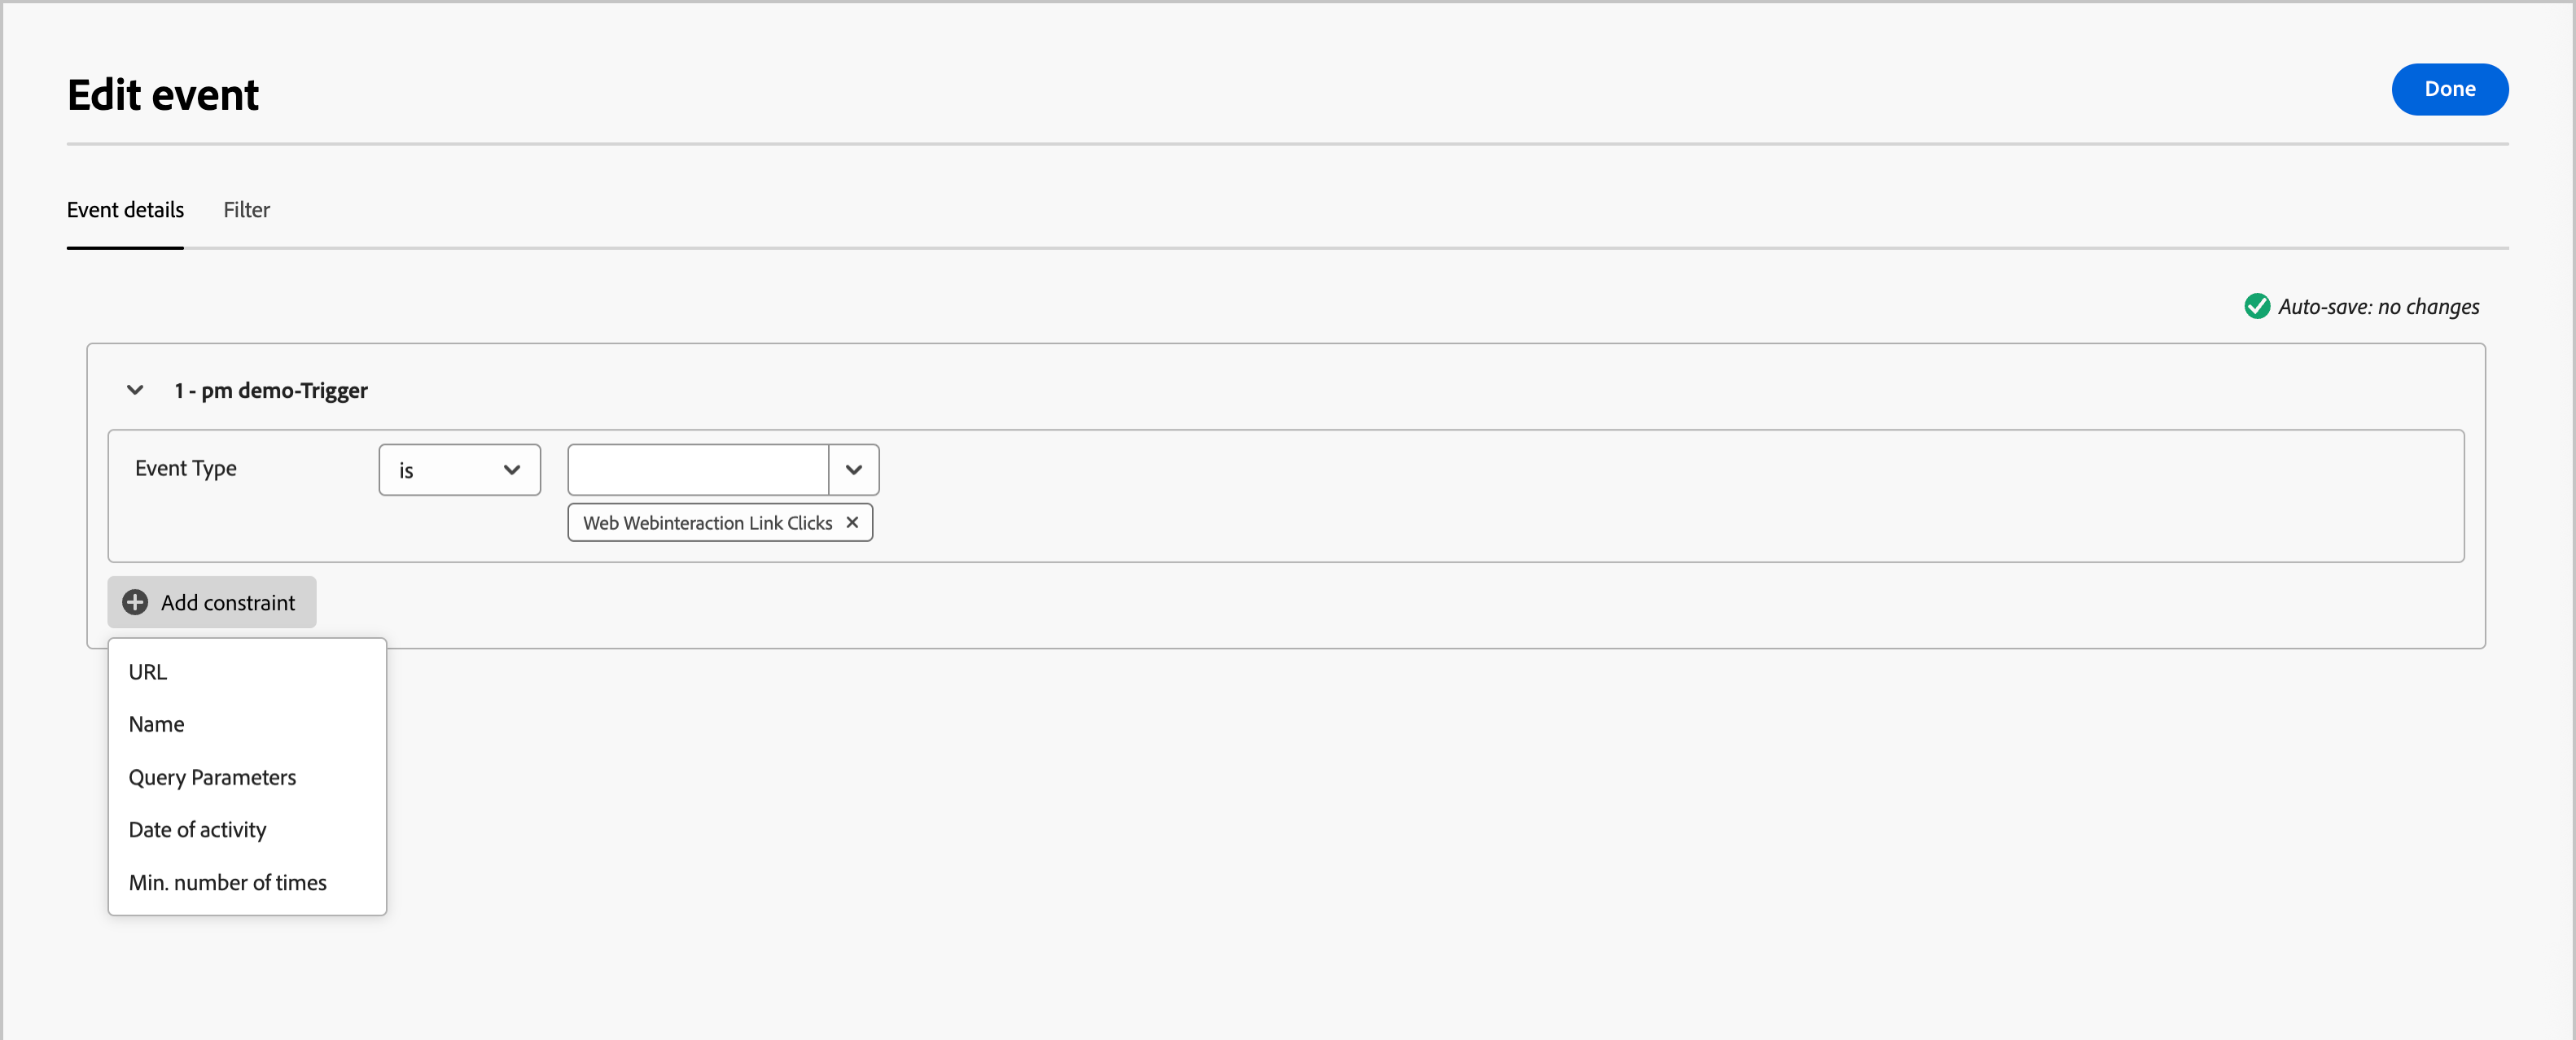 Edit event
Done
Event details
Filter
Auto-save: no changes
1 - pm demo-Trigger
Event Type
is
Web Webinteraction Link Clicks
Add constraint
URL
Name
Query Parameters
Date of activity
Min. number of times